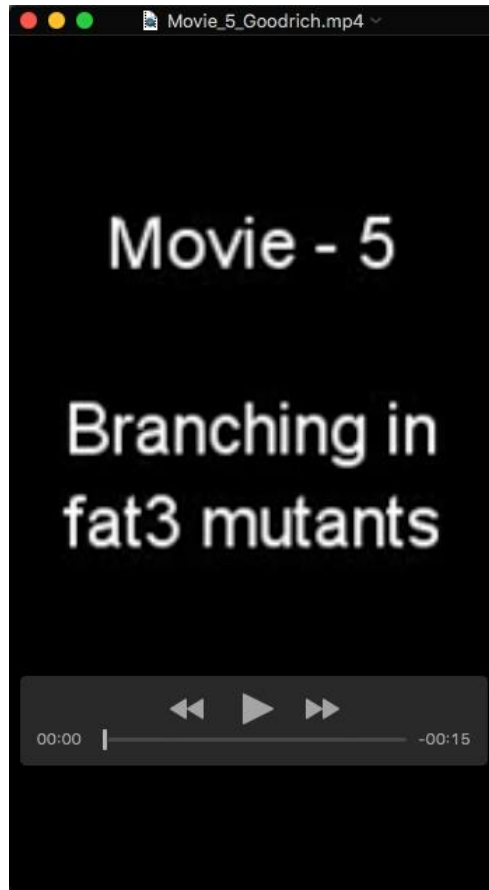 Movie_5_Goodrich.mp4
Movie - 5
Branching in
fat3 mutants
00:00 -00:15